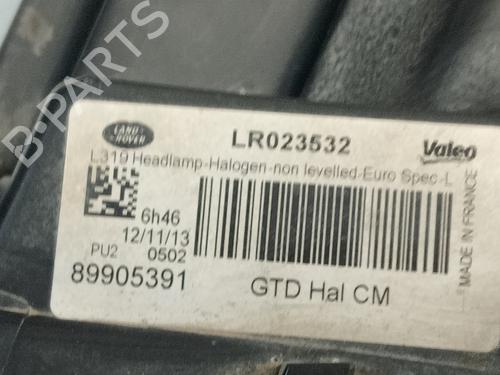 B-PARTS
LAND
ROVER
LR023532
Valeo
L319 Headlamp-Halogen-non levelled-Euro Spec-L
6h46
12/11/13
PU2
0502
89905391
GTD Hal CM
MADE IN FRANCE